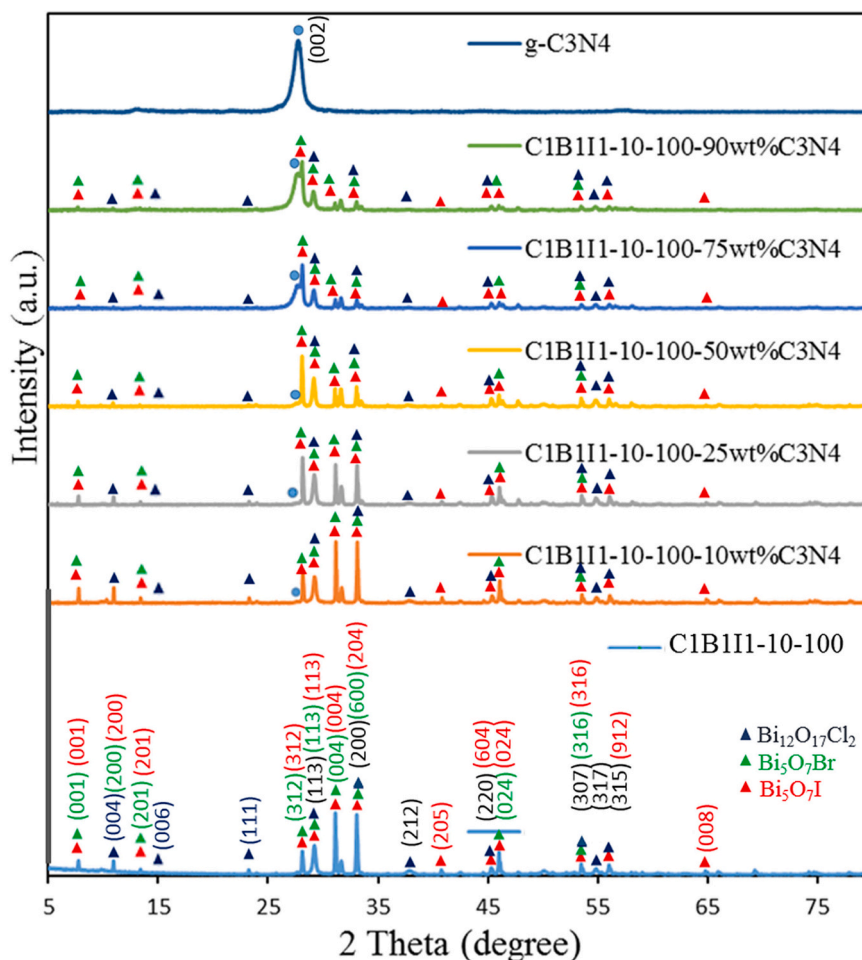 g-C3N4
(002)
C1B1I1-10-100-90wt%C3N4
C1B1I1-10-100-75wt%C3N4
C1B1I1-10-100-50wt%C3N4
C1B1I1-10-100-25wt%C3N4
C1B1I1-10-100-10wt%C3N4
C1B1I1-10-100
Intensity (a.u.)
(001) (001)
(004) (200) (200)
(201) (201)
(006)
(111)
(312) (312)
(113) (113) (113)
(004) (004)
(200) (600) (204)
(212)
(205)
(220) (604)
(024) (024)
(307) (316) (316)
(317)
(315) (912)
(008)
Bi₁₂O₁₇Cl₂
Bi₅O₇Br
Bi₅O₇I
5 15 25 35 45 55 65 75
2 Theta (degree)